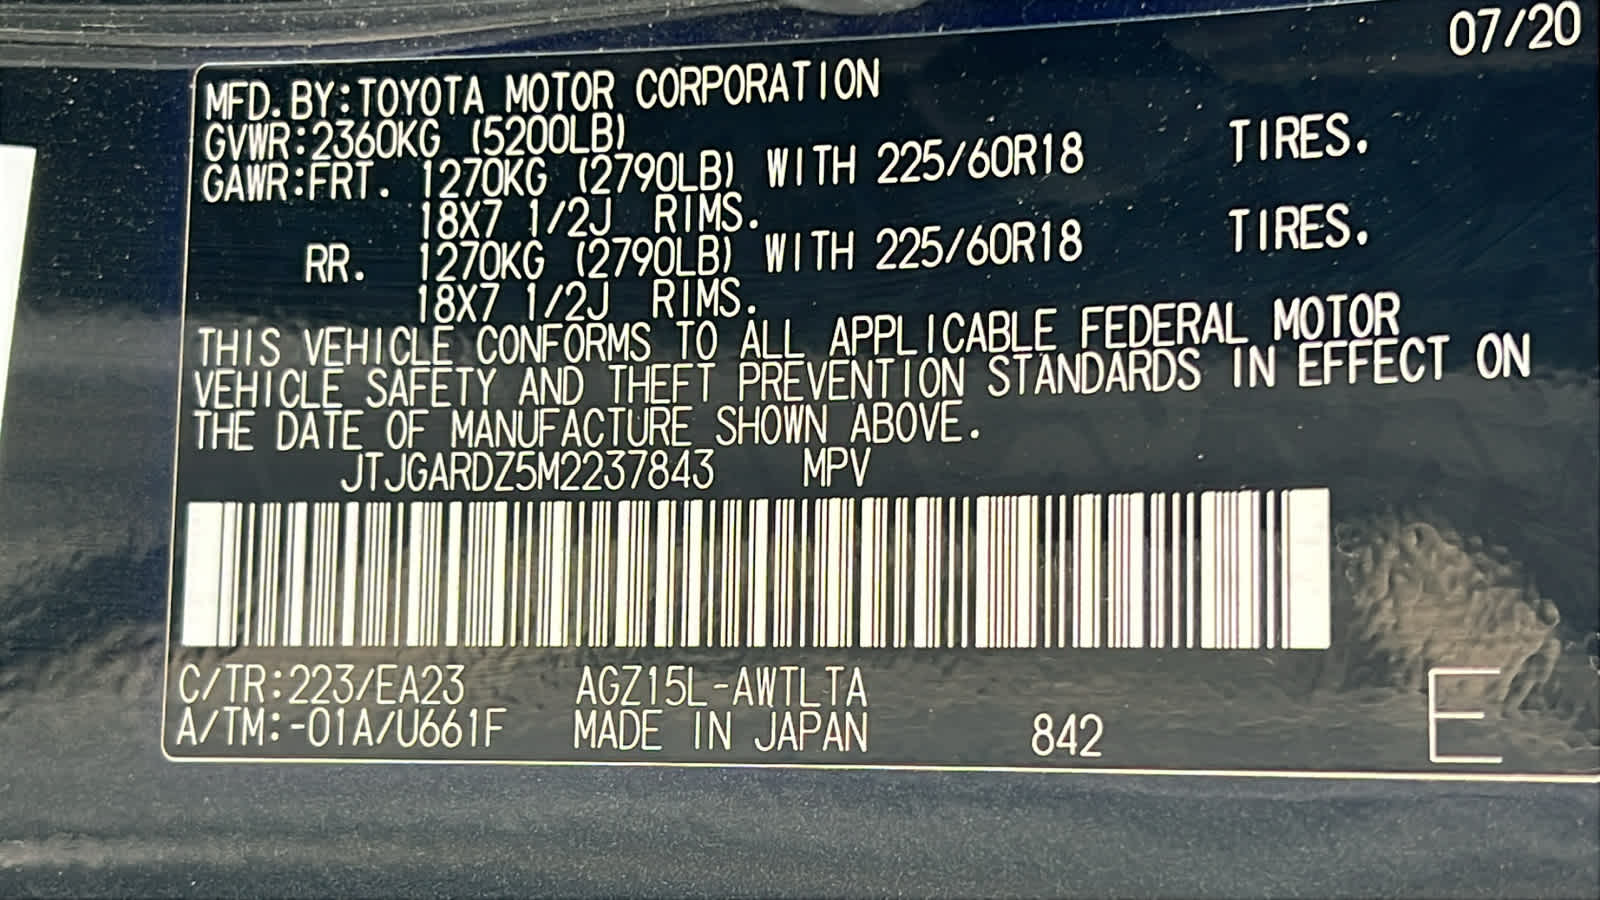 07/20
MFD.BY:TOYOTA MOTOR CORPORATION
GVWR:2360KG (5200LB)
GAWR:FRT. 1270KG (2790LB) WITH 225/60R18 TIRES.
18X7 1/2J RIMS.
RR. 1270KG (2790LB) WITH 225/60R18 TIRES.
18X7 1/2J RIMS.
THIS VEHICLE CONFORMS TO ALL APPLICABLE FEDERAL MOTOR
VEHICLE SAFETY AND THEFT PREVENTION STANDARDS IN EFFECT ON
THE DATE OF MANUFACTURE SHOWN ABOVE.
JTJGARDZ5M2237843 MPV
C/TR:223/EA23 AGZ15L-AWTLTA
A/TM:-01A/U661F MADE IN JAPAN 842 E